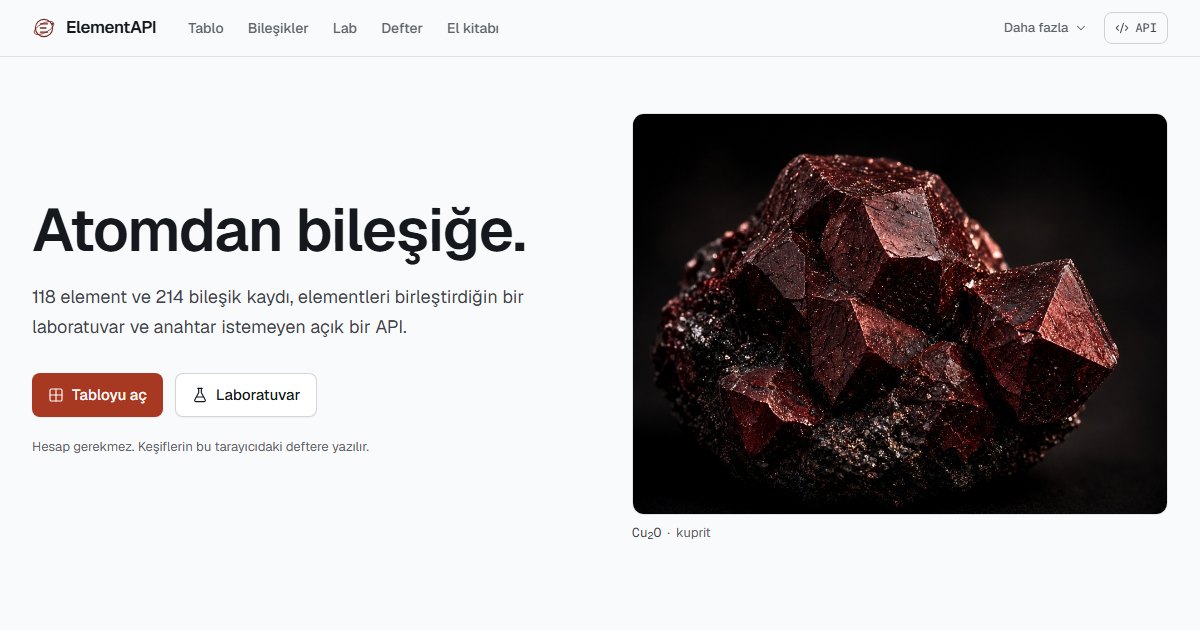 ElementAPI
Tablo
Bileşikler
Lab
Defter
El kitabı
Daha fazla
</> API
Atomdan bileşiğe.
118 element ve 214 bileşik kaydı, elementleri birleştirdiğin bir
laboratuvar ve anahtar istemeyen açık bir API.
Tabloyu aç
Laboratuvar
Hesap gerekmez. Keşiflerin bu tarayıcıdaki deftere yazılır.
Cu₂O · kuprit